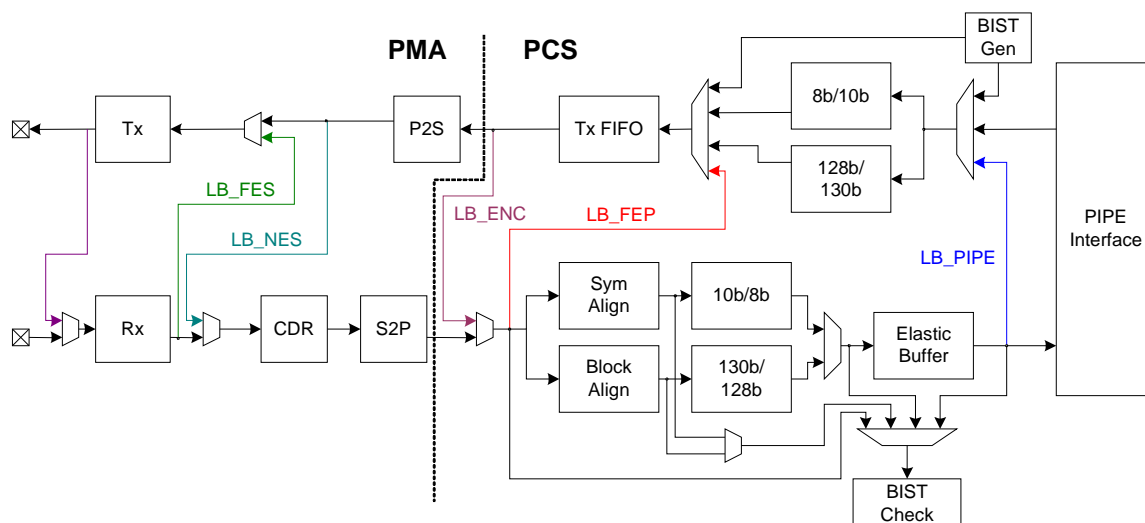 BIST
Gen
PMA
PCS
8b/10b
Tx
P2S
Tx FIFO
128b/
130b
LB_FES
LB_ENC
LB_FEP
LB_NES
LB_PIPE
PIPE
Interface
Sym
Align
10b/8b
Rx
CDR
S2P
Elastic
Buffer
Block
Align
130b/
128b
BIST
Check